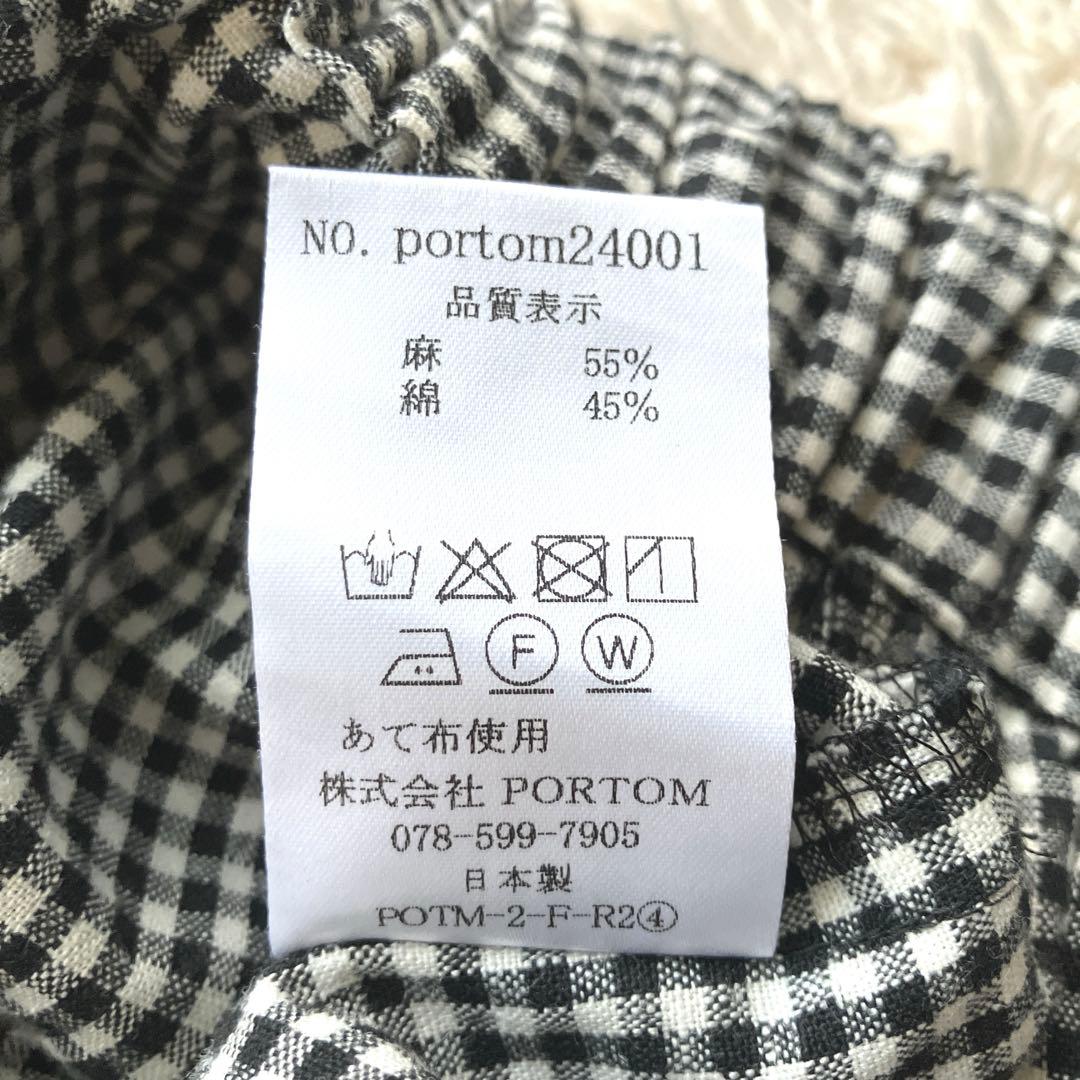 NO. portom24001
品質表示
麻 55%
綿 45%
F W
あて布使用
株式会社 PORTOM
078-599-7905
日本製
POTM-2-F-R2④